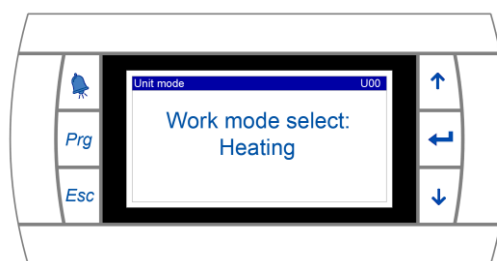 Unit mode U00
Work mode select:
Heating
Prg
Esc